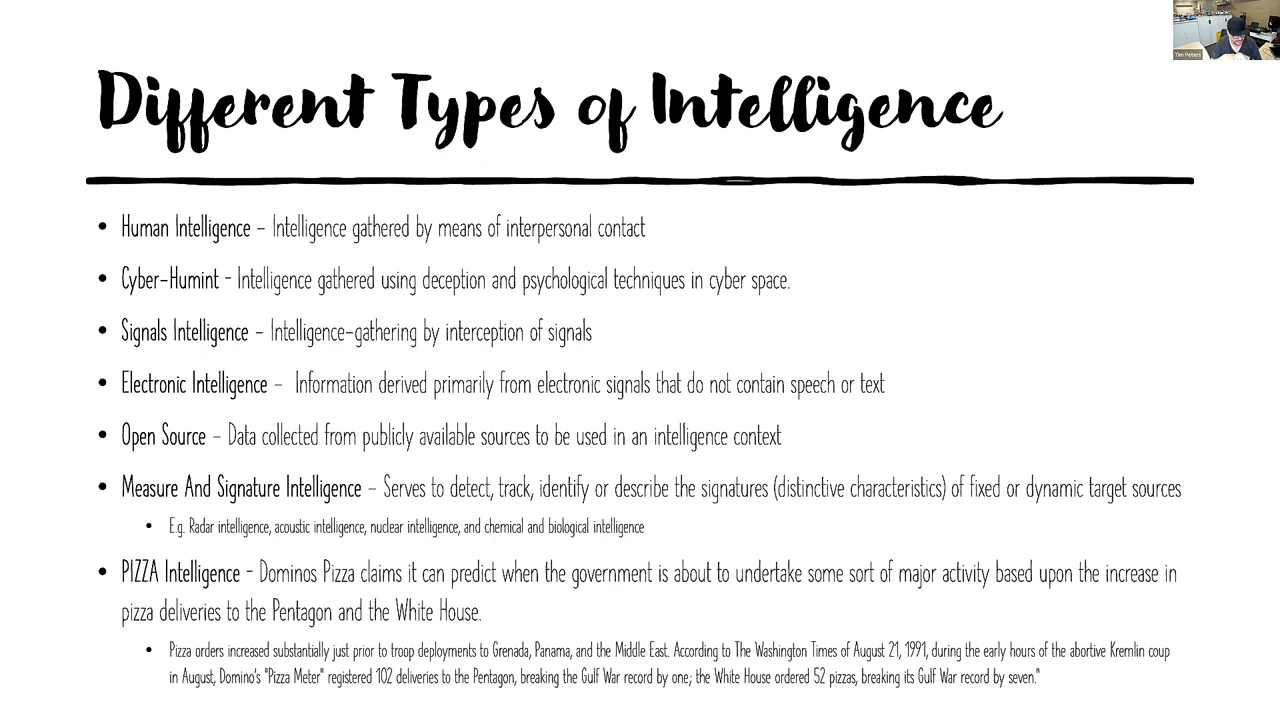 Tim Peters
Different Types of Intelligence
• Human Intelligence – Intelligence gathered by means of interpersonal contact
• Cyber-Humint - Intelligence gathered using deception and psychological techniques in cyber space.
• Signals Intelligence – Intelligence-gathering by interception of signals
• Electronic Intelligence – Information derived primarily from electronic signals that do not contain speech or text
• Open Source – Data collected from publicly available sources to be used in an intelligence context
• Measure And Signature Intelligence – Serves to detect, track, identify or describe the signatures (distinctive characteristics) of fixed or dynamic target sources
• E.g. Radar intelligence, acoustic intelligence, nuclear intelligence, and chemical and biological intelligence
• PIZZA Intelligence - Dominos Pizza claims it can predict when the government is about to undertake some sort of major activity based upon the increase in
pizza deliveries to the Pentagon and the White House.
• Pizza orders increased substantially just prior to troop deployments to Grenada, Panama, and the Middle East. According to The Washington Times of August 21, 1991, during the early hours of the abortive Kremlin coup
in August, Domino's "Pizza Meter" registered 102 deliveries to the Pentagon, breaking the Gulf War record by one; the White House ordered 52 pizzas, breaking its Gulf War record by seven."